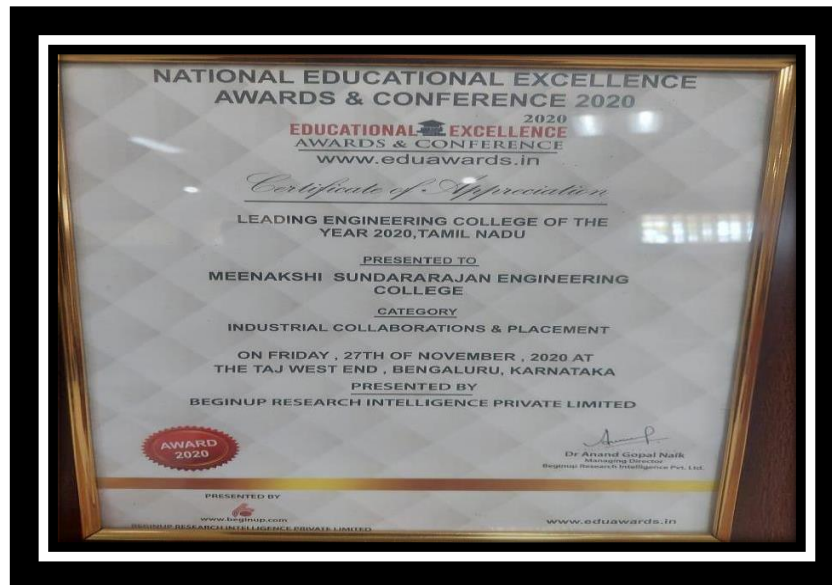 NATIONAL EDUCATIONAL EXCELLENCE
AWARDS & CONFERENCE 2020
2020
EDUCATIONAL EXCELLENCE
AWARDS & CONFERENCE
www.eduawards.in
Certificate of Appreciation
LEADING ENGINEERING COLLEGE OF THE
YEAR 2020,TAMIL NADU
PRESENTED TO
MEENAKSHI SUNDARARAJAN ENGINEERING
COLLEGE
CATEGORY
INDUSTRIAL COLLABORATIONS & PLACEMENT
ON FRIDAY , 27TH OF NOVEMBER , 2020 AT
THE TAJ WEST END , BENGALURU, KARNATAKA
PRESENTED BY
BEGINUP RESEARCH INTELLIGENCE PRIVATE LIMITED
AWARD
2020
Dr Anand Gopal Naik
Managing Director
Beginup Research Intelligence Pvt. Ltd.
PRESENTED BY
www.beginup.com
BEGINUP RESEARCH INTELLIGENCE PRIVATE LIMITED
www.eduawards.in